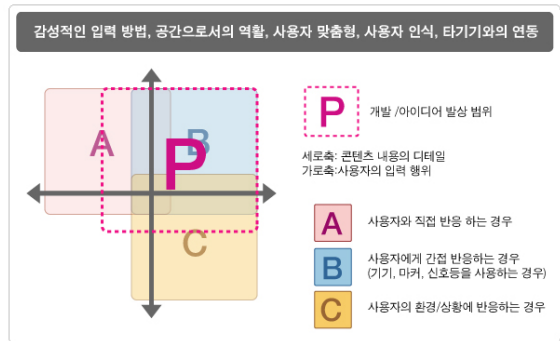 감성적인 입력 방법, 공간으로서의 역할, 사용자 맞춤형, 사용자 인식, 타기기와의 연동
A
B
P
C
P
개발 /아이디어 발상 범위
세로축: 콘텐츠 내용의 디테일
가로축:사용자의 입력 행위
A
사용자와 직접 반응 하는 경우
B
사용자에게 간접 반응하는 경우
(기기, 마커, 신호등을 사용하는 경우)
C
사용자의 환경/상황에 반응하는 경우